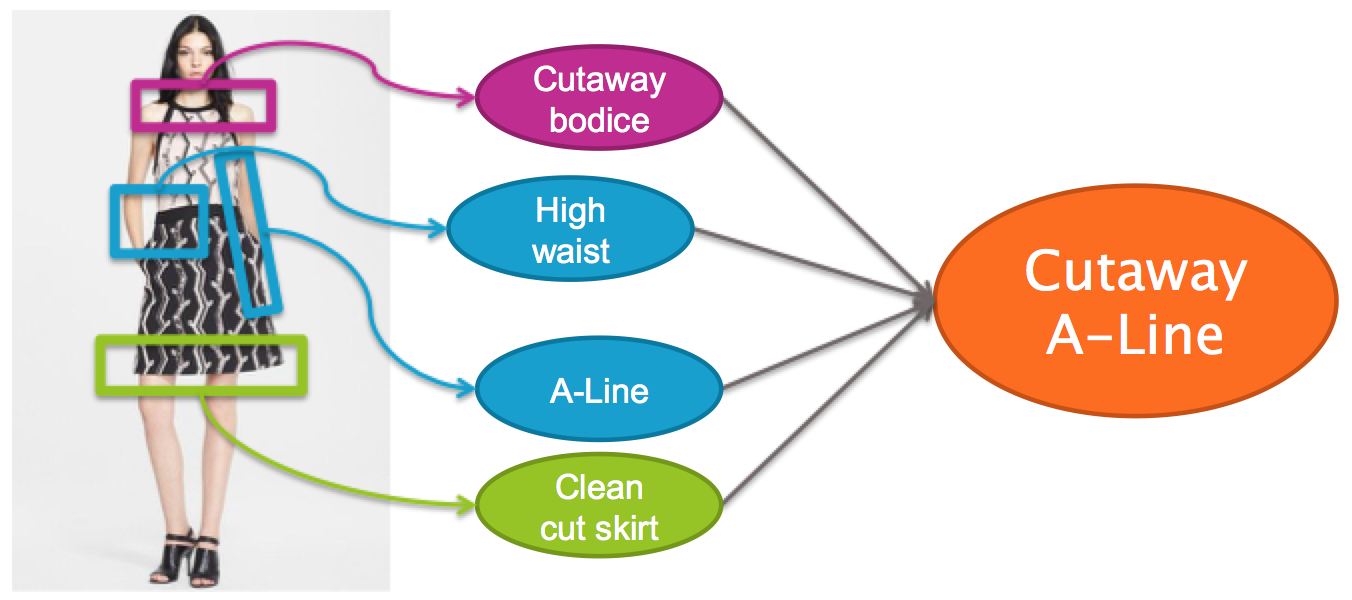 Cutaway
bodice
High
waist
A-Line
Clean
cut skirt
Cutaway
A-Line